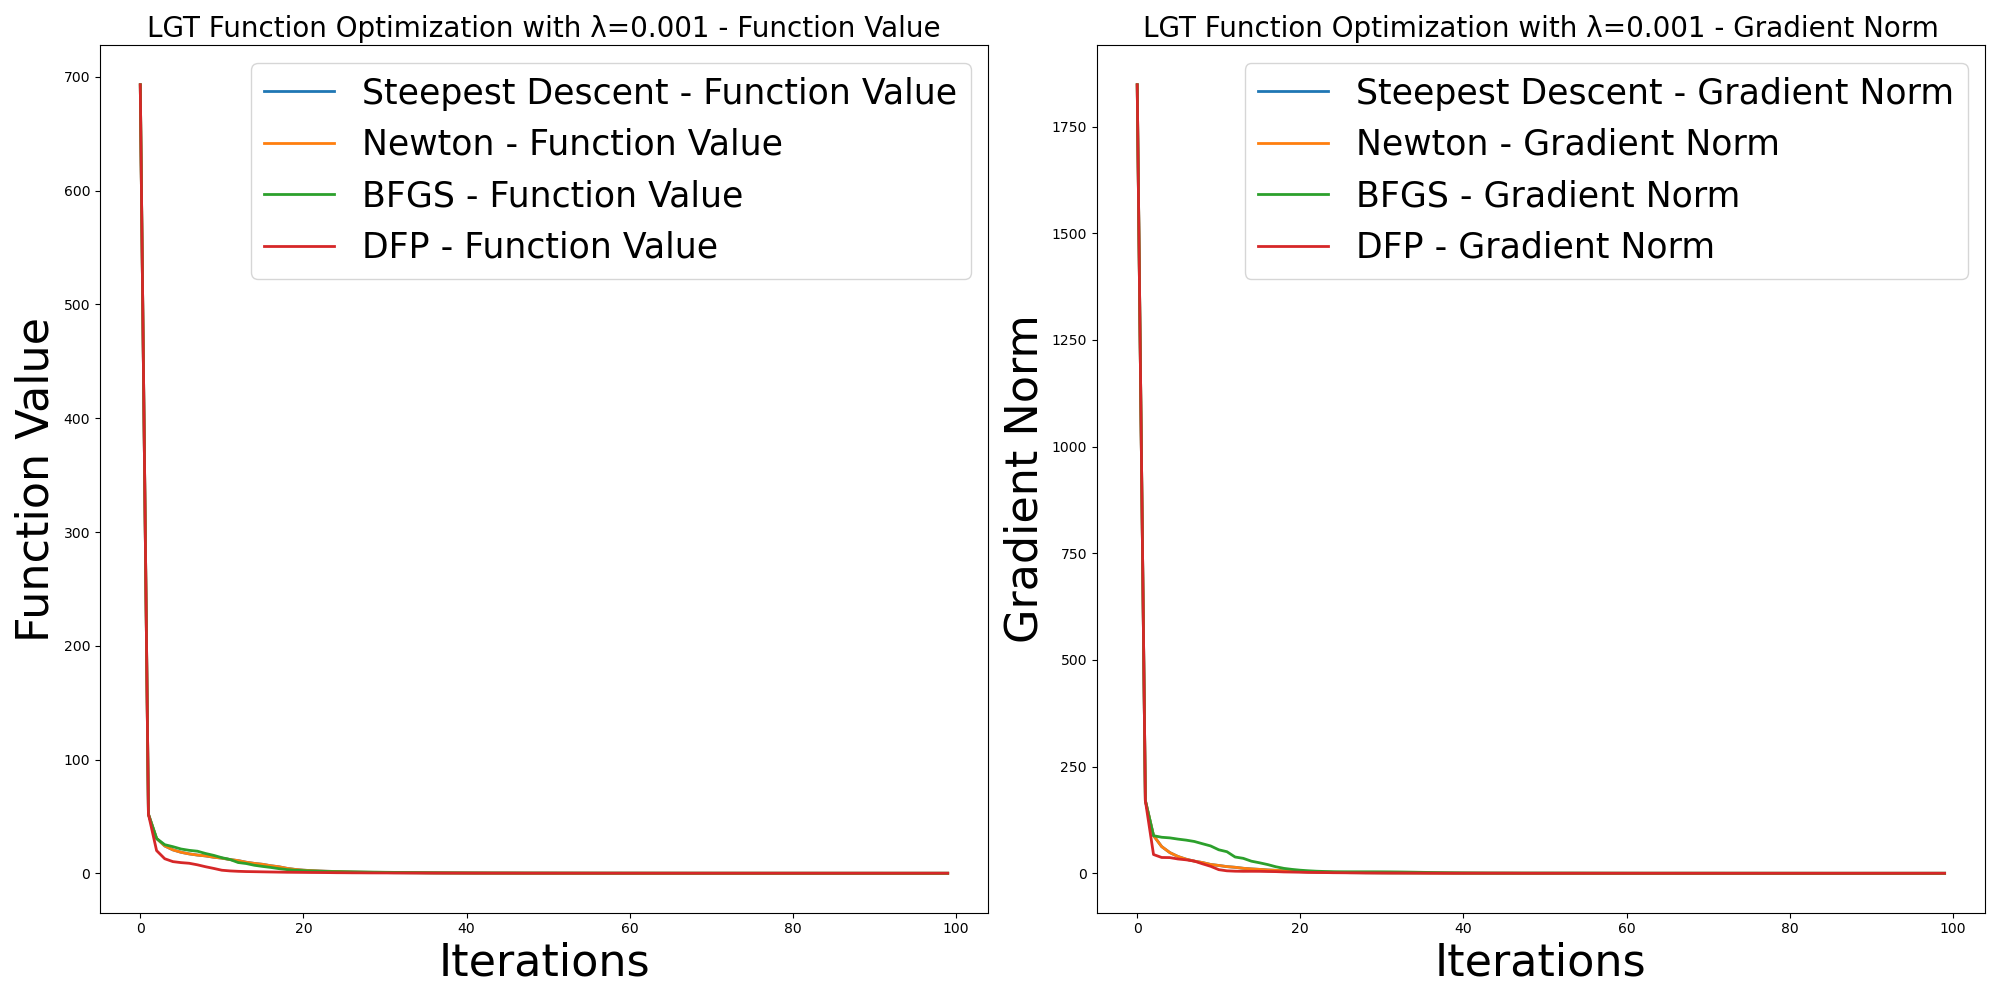 LGT Function Optimization with λ=0.001 - Function Value
Steepest Descent - Function Value
Newton - Function Value
BFGS - Function Value
DFP - Function Value
Function Value
700
600
500
400
300
200
100
0
0 20 40 60 80 100
Iterations
LGT Function Optimization with λ=0.001 - Gradient Norm
Steepest Descent - Gradient Norm
Newton - Gradient Norm
BFGS - Gradient Norm
DFP - Gradient Norm
Gradient Norm
1750
1500
1250
1000
750
500
250
0
0 20 40 60 80 100
Iterations